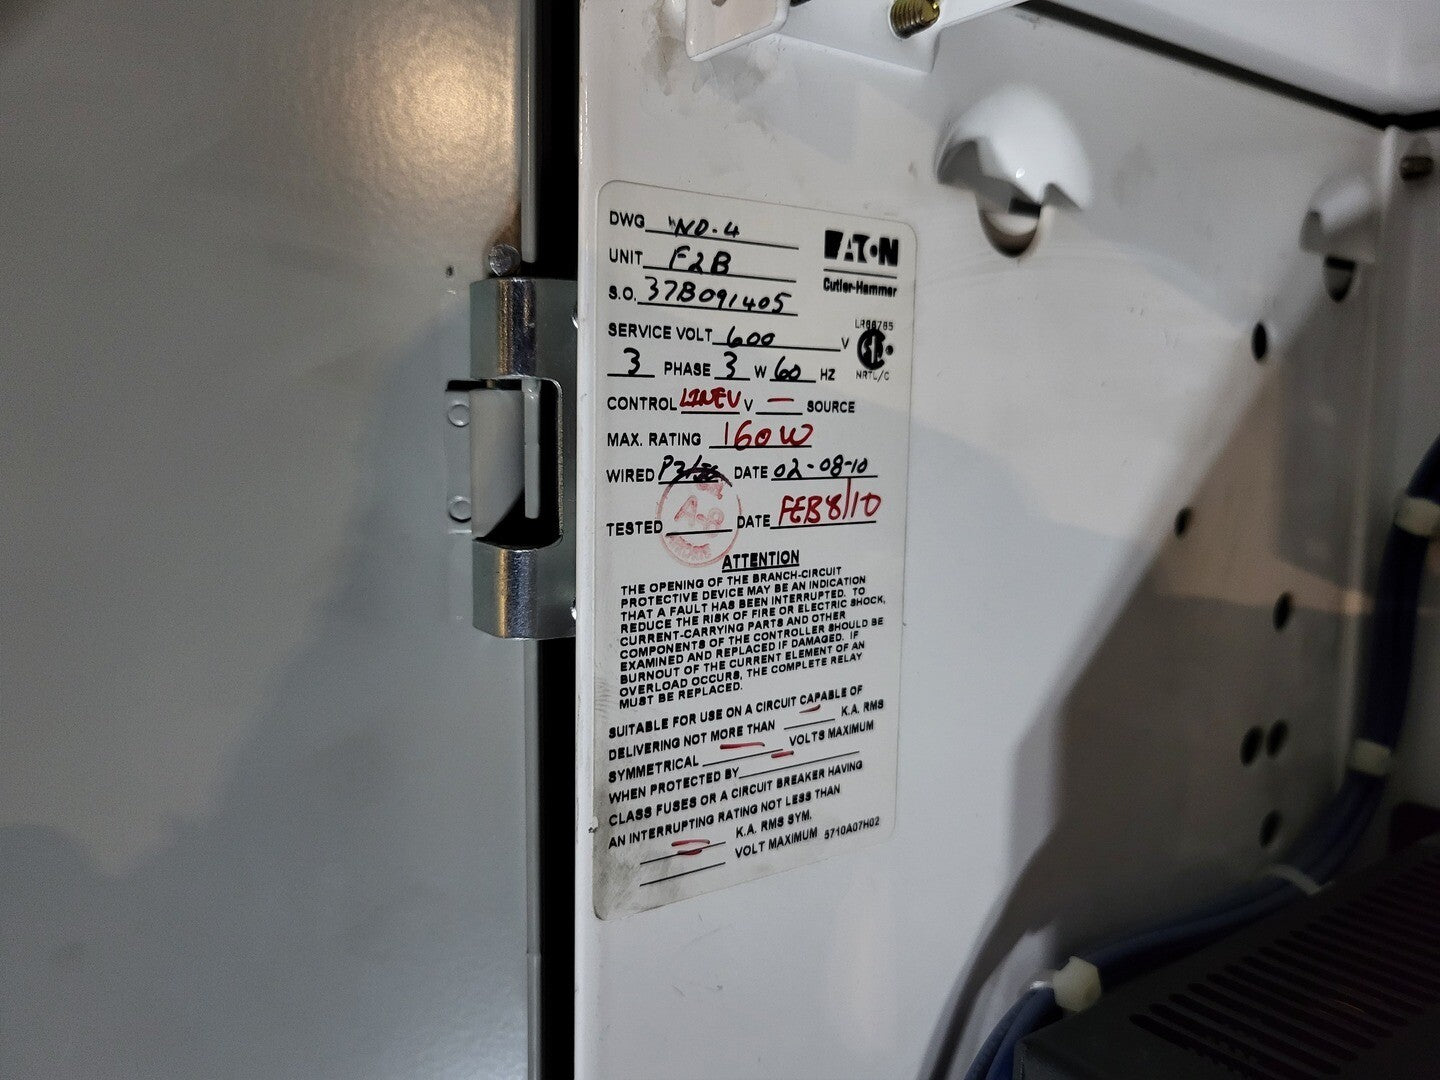 DWG ND-4
EATON
UNIT F2B
Cutler-Hammer
S.O. 37B091405
LR88785
SERVICE VOLT 600 V
3 PHASE 3 W 60 HZ
NRTL/C
CONTROL LINEV V — SOURCE
MAX. RATING 160W
WIRED DATE 02-08-10
A-8
TESTED DATE FEB 8/10
ATTENTION
THE OPENING OF THE BRANCH-CIRCUIT
PROTECTIVE DEVICE MAY BE AN INDICATION
THAT A FAULT HAS BEEN INTERRUPTED. TO
REDUCE THE RISK OF FIRE OR ELECTRIC SHOCK,
CURRENT-CARRYING PARTS AND OTHER
COMPONENTS OF THE CONTROLLER SHOULD BE
EXAMINED AND REPLACED IF DAMAGED. IF
BURNOUT OF THE CURRENT ELEMENT OF AN
OVERLOAD OCCURS, THE COMPLETE RELAY
MUST BE REPLACED.
SUITABLE FOR USE ON A CIRCUIT CAPABLE OF
DELIVERING NOT MORE THAN — K.A. RMS
SYMMETRICAL — VOLTS MAXIMUM
WHEN PROTECTED BY —
CLASS FUSES OR A CIRCUIT BREAKER HAVING
AN INTERRUPTING RATING NOT LESS THAN
— K.A. RMS SYM.
— VOLT MAXIMUM 5710A07H02